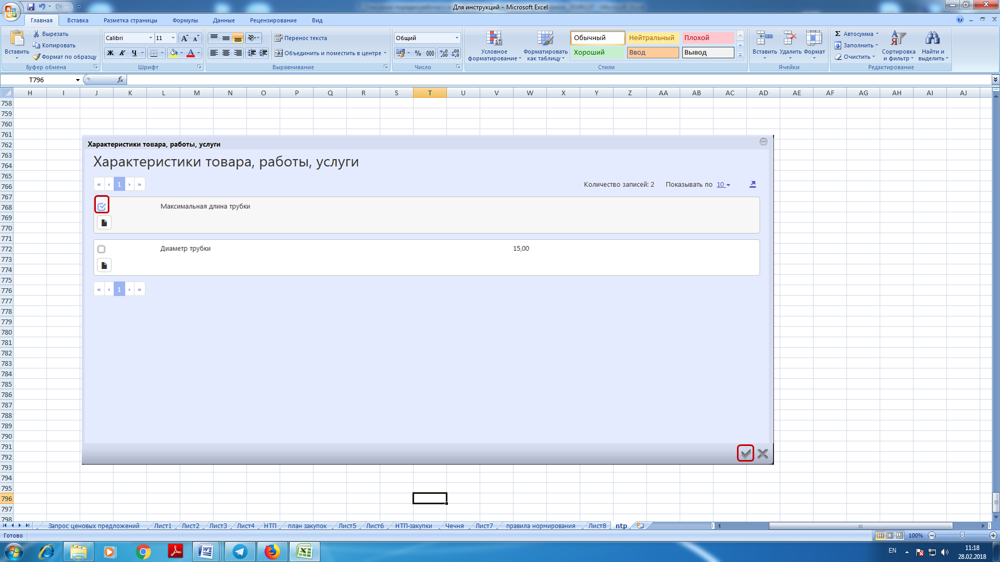 Для инструкций - Microsoft Excel
Главная Вставка Разметка страницы Формулы Данные Рецензирование Вид
Вставить
Вырезать
Копировать
Формат по образцу
Буфер обмена
Calibri 11
Ж К Ч
Шрифт
Перенос текста
Объединить и поместить в центре
Выравнивание
Общий
% 000
Число
Условное форматирование
Форматировать как таблицу
Обычный Нейтральный Плохой
Хороший Ввод Вывод
Стили
Вставить Удалить Формат
Ячейки
Σ Автосумма
Заполнить
Очистить
Сортировка и фильтр
Найти и выделить
Редактирование
T796 fx
H I J K L M N O P Q R S T U V W X Y Z AA AB AC AD AE AF AG AH AI AJ
758
759
760
761
762
763
764
765
766
767
768
769
770
771
772
773
774
775
776
777
778
779
780
781
782
783
784
785
786
787
788
789
790
791
792
793
794
795
796
797
798
Характеристики товара, работы, услуги
Характеристики товара, работы, услуги
« ‹ 1 › »
Количество записей: 2 Показывать по 10
Максимальная длина трубки
Диаметр трубки 15,00
« ‹ 1 › »
Запрос ценовых предложений Лист1 Лист2 Лист3 Лист4 НТП план закупок Лист5 Лист6 НТП-закупки Чечня Лист7 правила нормирования Лист8 ntp
Готово
100%
EN
11:18
28.02.2018